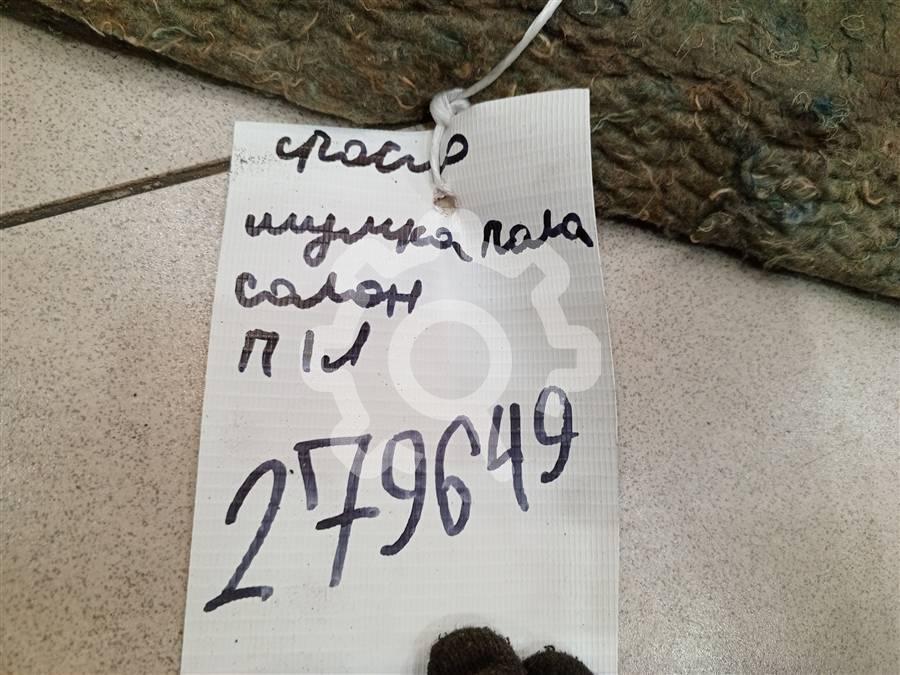 шумка пола
салон
П/Л
279649